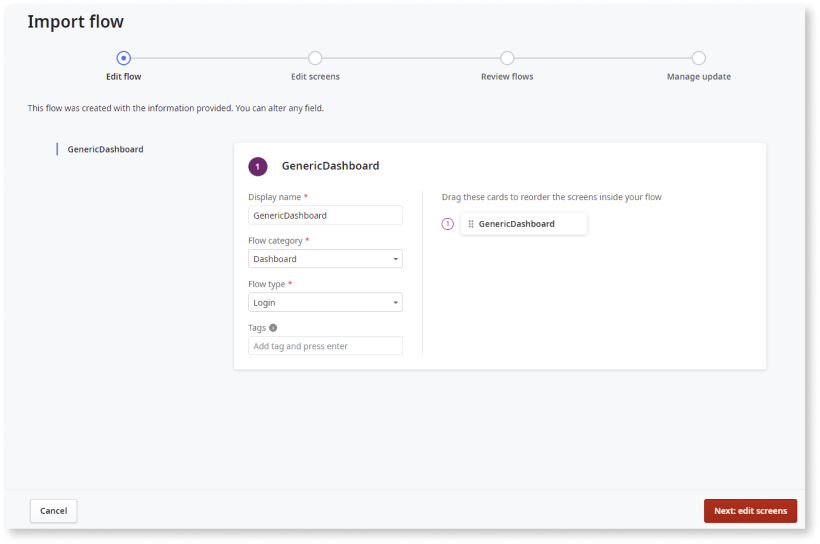 Import flow
Edit flow
Edit screens
Review flows
Manage update
This flow was created with the information provided. You can alter any field.
GenericDashboard
1 GenericDashboard
Display name *
GenericDashboard
Flow category *
Dashboard
Flow type *
Login
Tags
Add tag and press enter
Drag these cards to reorder the screens inside your flow
1 GenericDashboard
Cancel
Next: edit screens